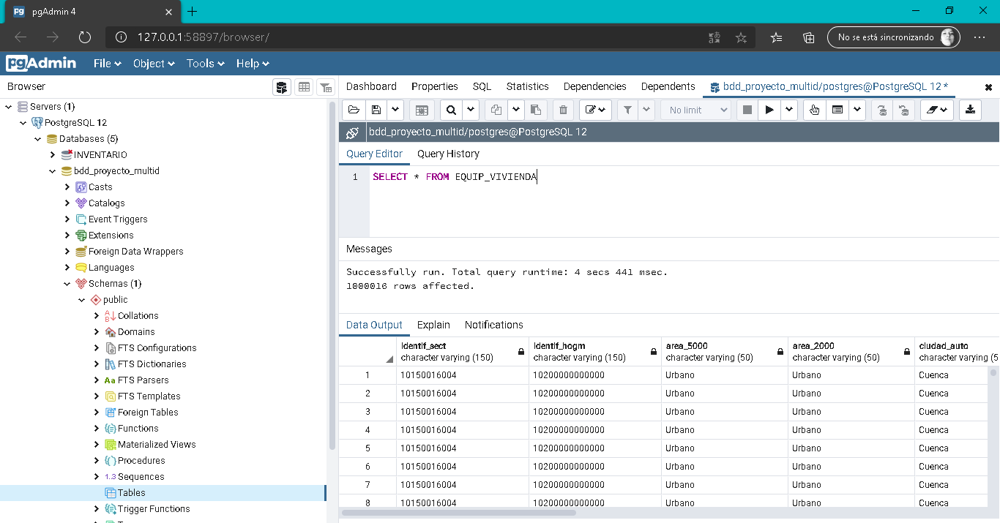 pgAdmin 4
127.0.0.1:58897/browser/
No se está sincronizando
pgAdmin File Object Tools Help
Browser
Servers (1)
PostgreSQL 12
Databases (5)
INVENTARIO
bdd_proyecto_multid
Casts
Catalogs
Event Triggers
Extensions
Foreign Data Wrappers
Languages
Schemas (1)
public
Collations
Domains
FTS Configurations
FTS Dictionaries
FTS Parsers
FTS Templates
Foreign Tables
Functions
Materialized Views
Procedures
1..3 Sequences
Tables
Trigger Functions
Dashboard Properties SQL Statistics Dependencies Dependents bdd_proyecto_multid/postgres@PostgreSQL 12 *
No limit
bdd_proyecto_multid/postgres@PostgreSQL 12
Query Editor Query History
1 SELECT * FROM EQUIP_VIVIENDA
Messages
Successfully run. Total query runtime: 4 secs 441 msec.
1000016 rows affected.
Data Output Explain Notifications
identif_sect identif_hogm area_5000 area_2000 ciudad_auto
character varying (150) character varying (150) character varying (50) character varying (50) character varying (5
1 10150016004 10200000000000 Urbano Urbano Cuenca
2 10150016004 10200000000000 Urbano Urbano Cuenca
3 10150016004 10200000000000 Urbano Urbano Cuenca
4 10150016004 10200000000000 Urbano Urbano Cuenca
5 10150016004 10200000000000 Urbano Urbano Cuenca
6 10150016004 10200000000000 Urbano Urbano Cuenca
7 10150016004 10200000000000 Urbano Urbano Cuenca
8 10150016004 10200000000000 Urbano Urbano Cuenca